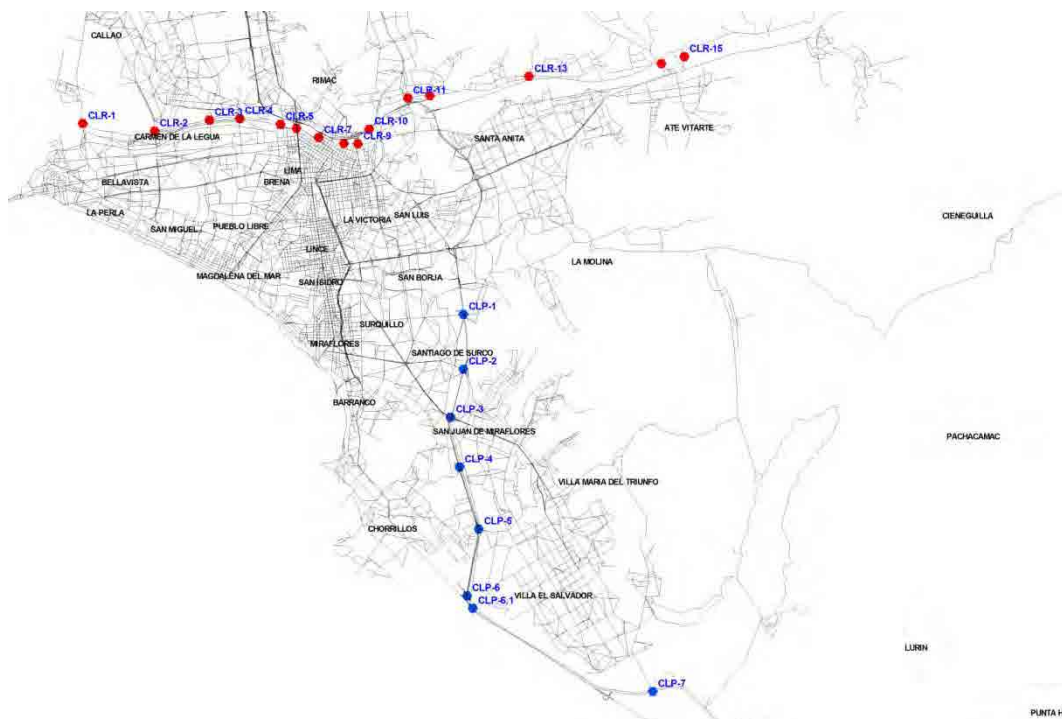 CALLAO
RIMAC
CLR-15
CLR-13
CLR-11
CLR-1
CLR-2
CLR-3
CLR-4
CLR-5
CLR-7
CLR-10
CLR-9
CARMEN DE LA LEGUA
SANTA ANITA
ATE VITARTE
LIMA
BREÑA
BELLAVISTA
LA PERLA
SAN MIGUEL
PUEBLO LIBRE
LA VICTORIA
SAN LUIS
CIENEGUILLA
LINCE
MAGDALENA DEL MAR
SAN ISIDRO
SAN BORJA
LA MOLINA
CLP-1
SURQUILLO
MIRAFLORES
SANTIAGO DE SURCO
CLP-2
BARRANCO
CLP-3
SAN JUAN DE MIRAFLORES
PACHACAMAC
CLP-4
VILLA MARIA DEL TRIUNFO
CHORRILLOS
CLP-5
CLP-6
VILLA EL SALVADOR
CLP-6.1
LURIN
CLP-7
PUNTA H